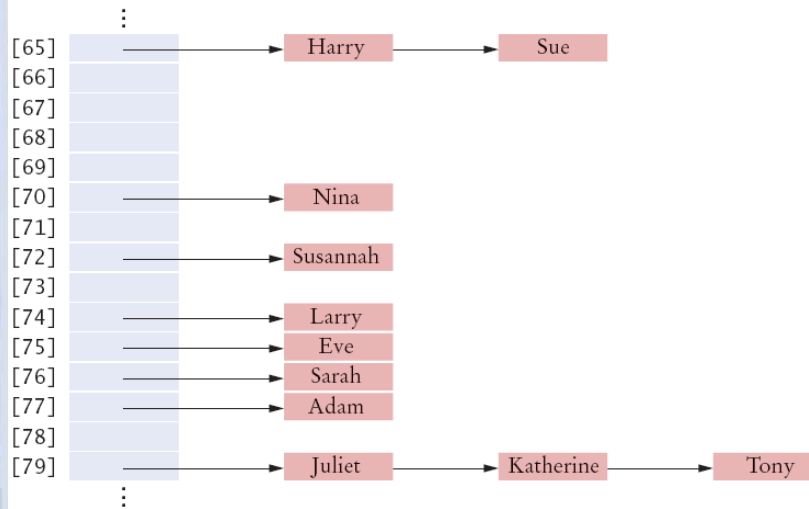 [65] Harry Sue
[66]
[67]
[68]
[69]
[70] Nina
[71]
[72] Susannah
[73]
[74] Larry
[75] Eve
[76] Sarah
[77] Adam
[78]
[79] Juliet Katherine Tony